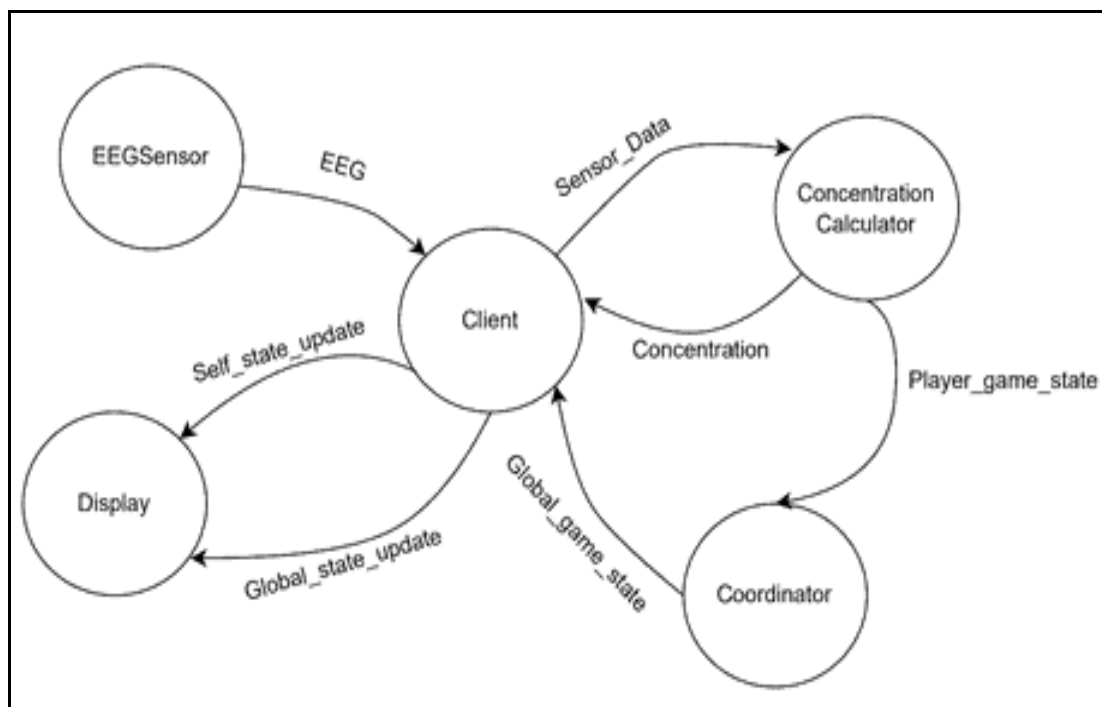 EEGSensor
EEG
Sensor_Data
Concentration
Calculator
Client
Concentration
Self_state_update
Player_game_state
Global_game_state
Display
Global_state_update
Coordinator